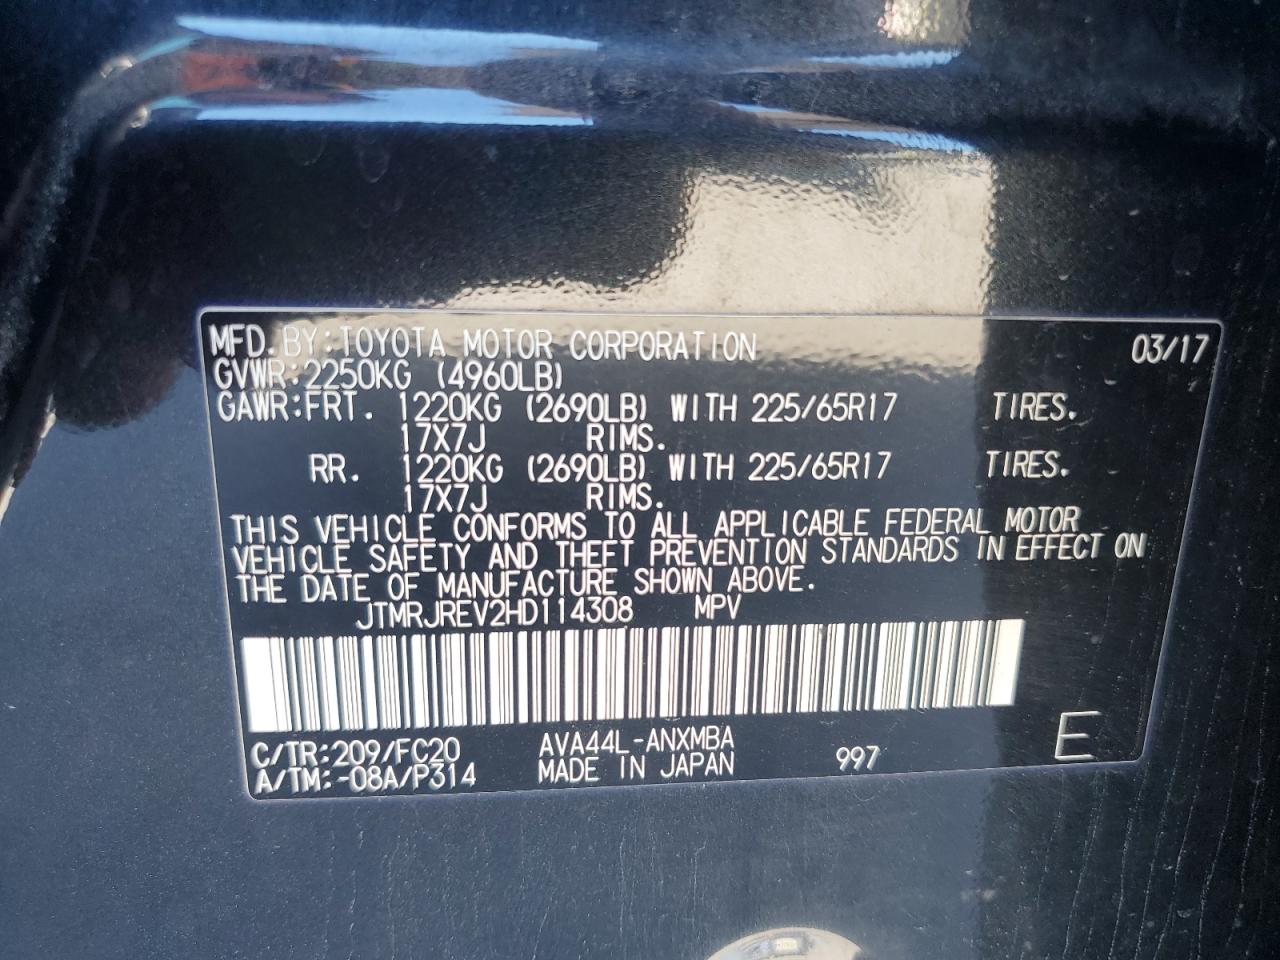 MFD. BY: TOYOTA MOTOR CORPORATION 03/17
GVWR: 2250KG (4960LB)
GAWR: FRT. 1220KG (2690LB) WITH 225/65R17 TIRES.
17X7J RIMS.
RR. 1220KG (2690LB) WITH 225/65R17 TIRES.
17X7J RIMS.
THIS VEHICLE CONFORMS TO ALL APPLICABLE FEDERAL MOTOR
VEHICLE SAFETY AND THEFT PREVENTION STANDARDS IN EFFECT ON
THE DATE OF MANUFACTURE SHOWN ABOVE.
JTMRJREV2HD114308 MPV
C/TR: 209/FC20 AVA44L-ANXMBA E
A/TM: -08A/P314 MADE IN JAPAN 997